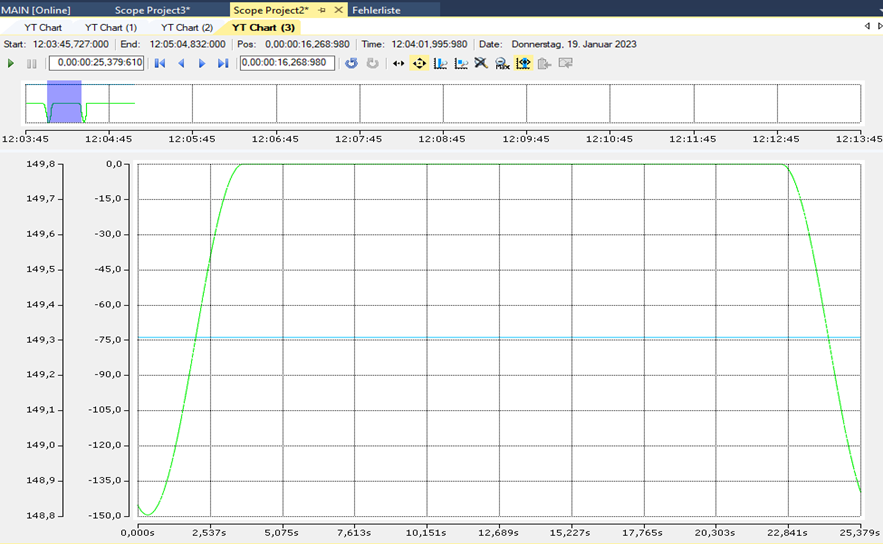 MAIN [Online] Scope Project3* Scope Project2* Fehlerliste
YT Chart YT Chart (1) YT Chart (2) YT Chart (3)
Start: 12:03:45,727:000 End: 12:05:04,832:000 Pos: 0,00:00:16,268:980 Time: 12:04:01,995:980 Date: Donnerstag, 19. Januar 2023
0,00:00:25,379:610 0,00:00:16,268:980
12:03:45 12:04:45 12:05:45 12:06:45 12:07:45 12:08:45 12:09:45 12:10:45 12:11:45 12:12:45 12:13:45
149,8 0,0
149,7 -15,0
149,6 -30,0
149,5 -45,0
149,4 -60,0
149,3 -75,0
149,2 -90,0
149,1 -105,0
149,0 -120,0
148,9 -135,0
148,8 -150,0
0,000s 2,537s 5,075s 7,613s 10,151s 12,689s 15,227s 17,765s 20,303s 22,841s 25,379s